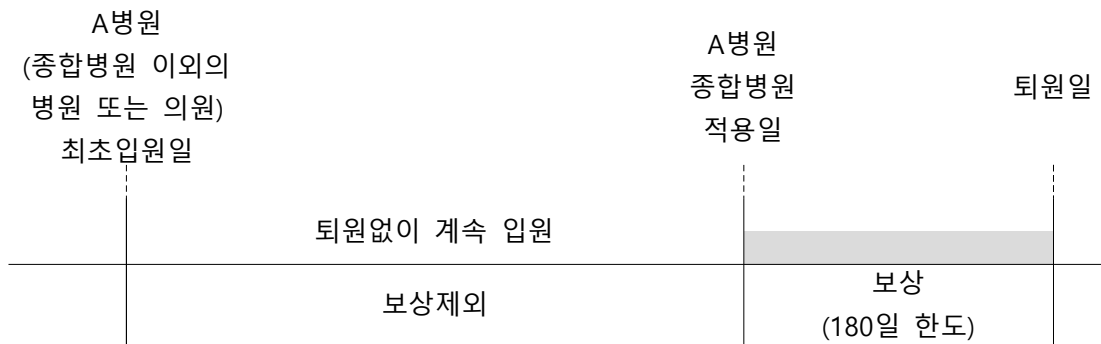 A병원
(종합병원 이외의
병원 또는 의원)
최초입원일
A병원
종합병원
적용일
퇴원일
퇴원없이 계속 입원
보상제외
보상
(180일 한도)